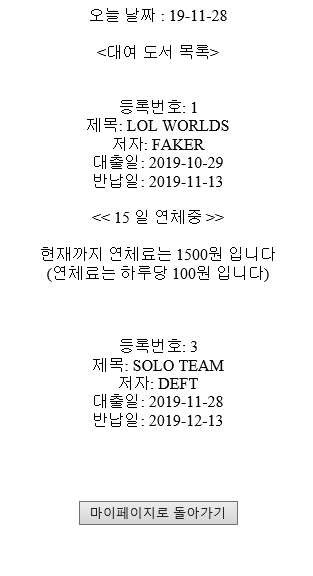 오늘 날짜 : 19-11-28
<대여 도서 목록>
등록번호: 1
제목: LOL WORLDS
저자: FAKER
대출일: 2019-10-29
반납일: 2019-11-13
<< 15 일 연체중 >>
현재까지 연체료는 1500원 입니다
(연체료는 하루당 100원 입니다)
등록번호: 3
제목: SOLO TEAM
저자: DEFT
대출일: 2019-11-28
반납일: 2019-12-13
마이페이지로 돌아가기